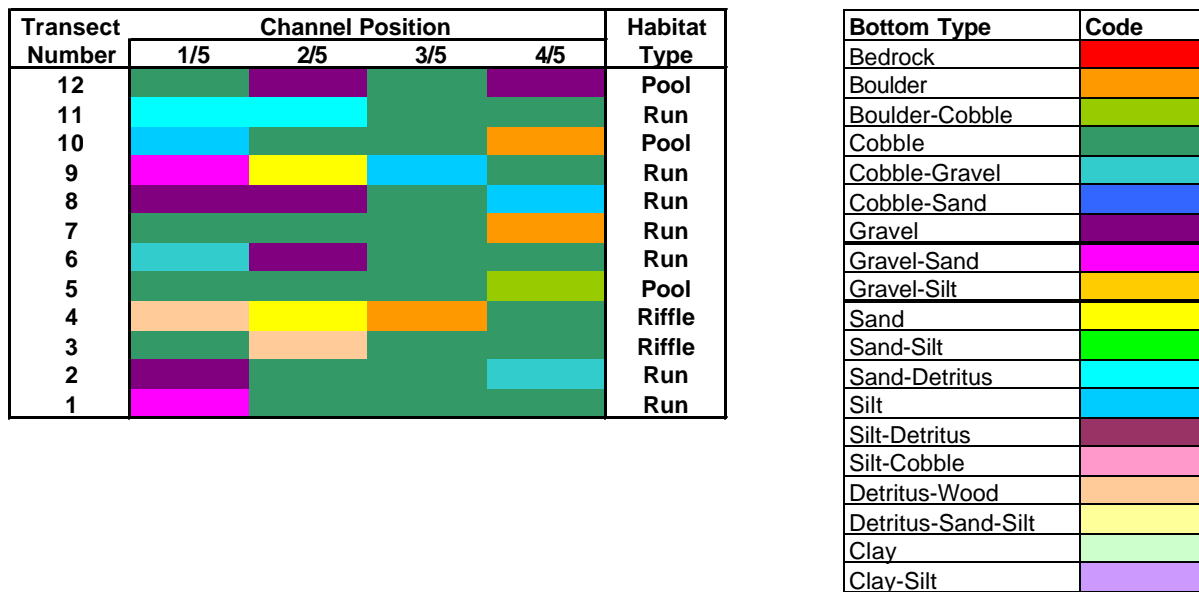 Transect Channel Position Habitat
Number 1/5 2/5 3/5 4/5 Type
12 Pool
11 Run
10 Pool
9 Run
8 Run
7 Run
6 Run
5 Pool
4 Riffle
3 Riffle
2 Run
1 Run
Bottom Type Code
Bedrock
Boulder
Boulder-Cobble
Cobble
Cobble-Gravel
Cobble-Sand
Gravel
Gravel-Sand
Gravel-Silt
Sand
Sand-Silt
Sand-Detritus
Silt
Silt-Detritus
Silt-Cobble
Detritus-Wood
Detritus-Sand-Silt
Clay
Clay-Silt